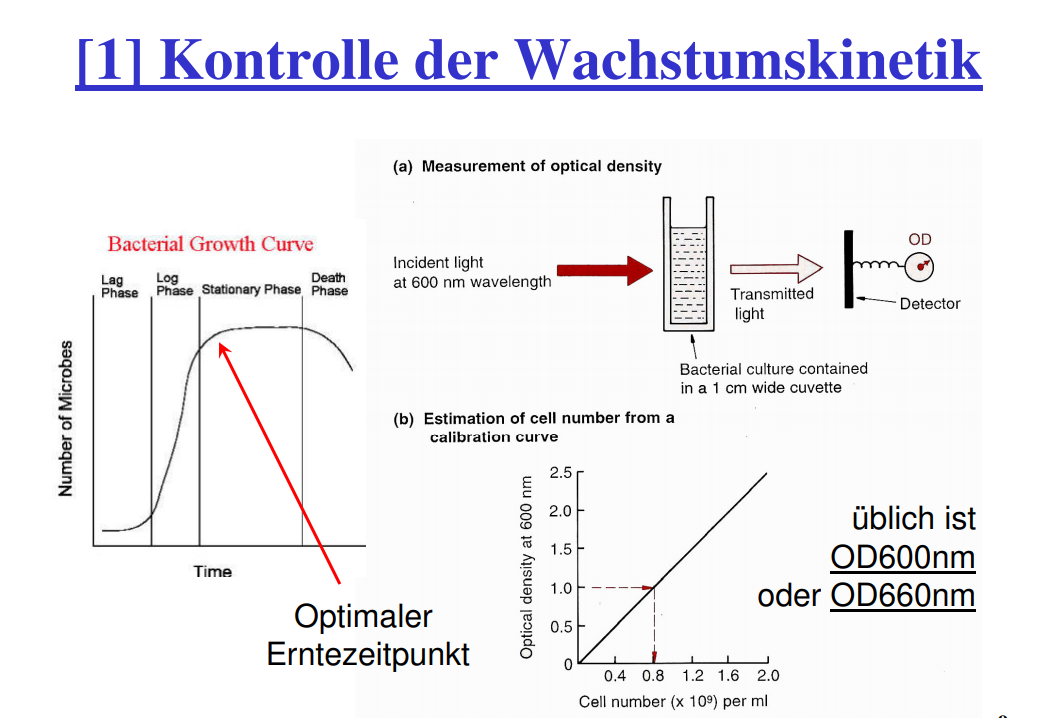 [1] Kontrolle der Wachstumskinetik
(a) Measurement of optical density
Incident light
at 600 nm wavelength
Transmitted
light
OD
Detector
Bacterial culture contained
in a 1 cm wide cuvette
Bacterial Growth Curve
Lag
Phase
Log
Phase
Stationary Phase
Death
Phase
Number of Microbes
Time
Optimaler
Erntezeitpunkt
(b) Estimation of cell number from a
calibration curve
Optical density at 600 nm
2.5
2.0
1.5
1.0
0.5
0
0.4 0.8 1.2 1.6 2.0
Cell number (x 10⁹) per ml
üblich ist
OD600nm
oder OD660nm